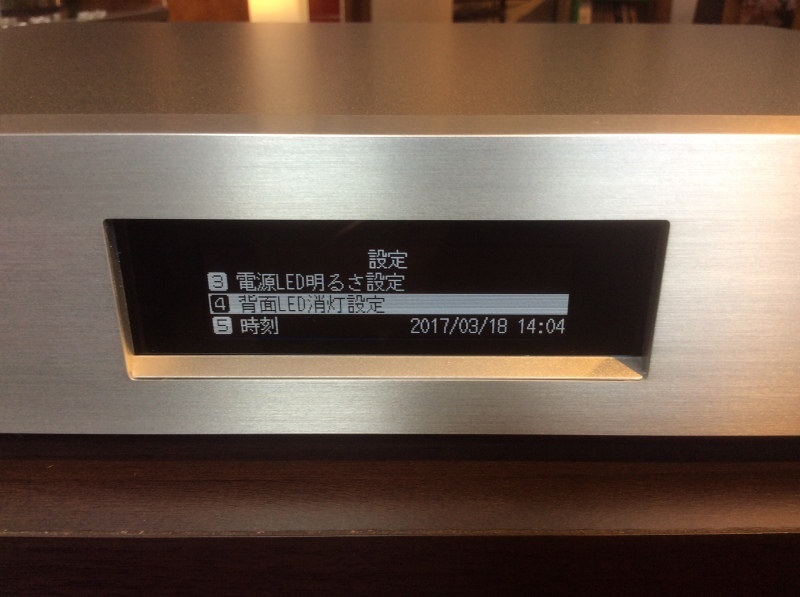 設定
3 電源LED明るさ設定
4 背面LED消灯設定
5 時刻 2017/03/18 14:04